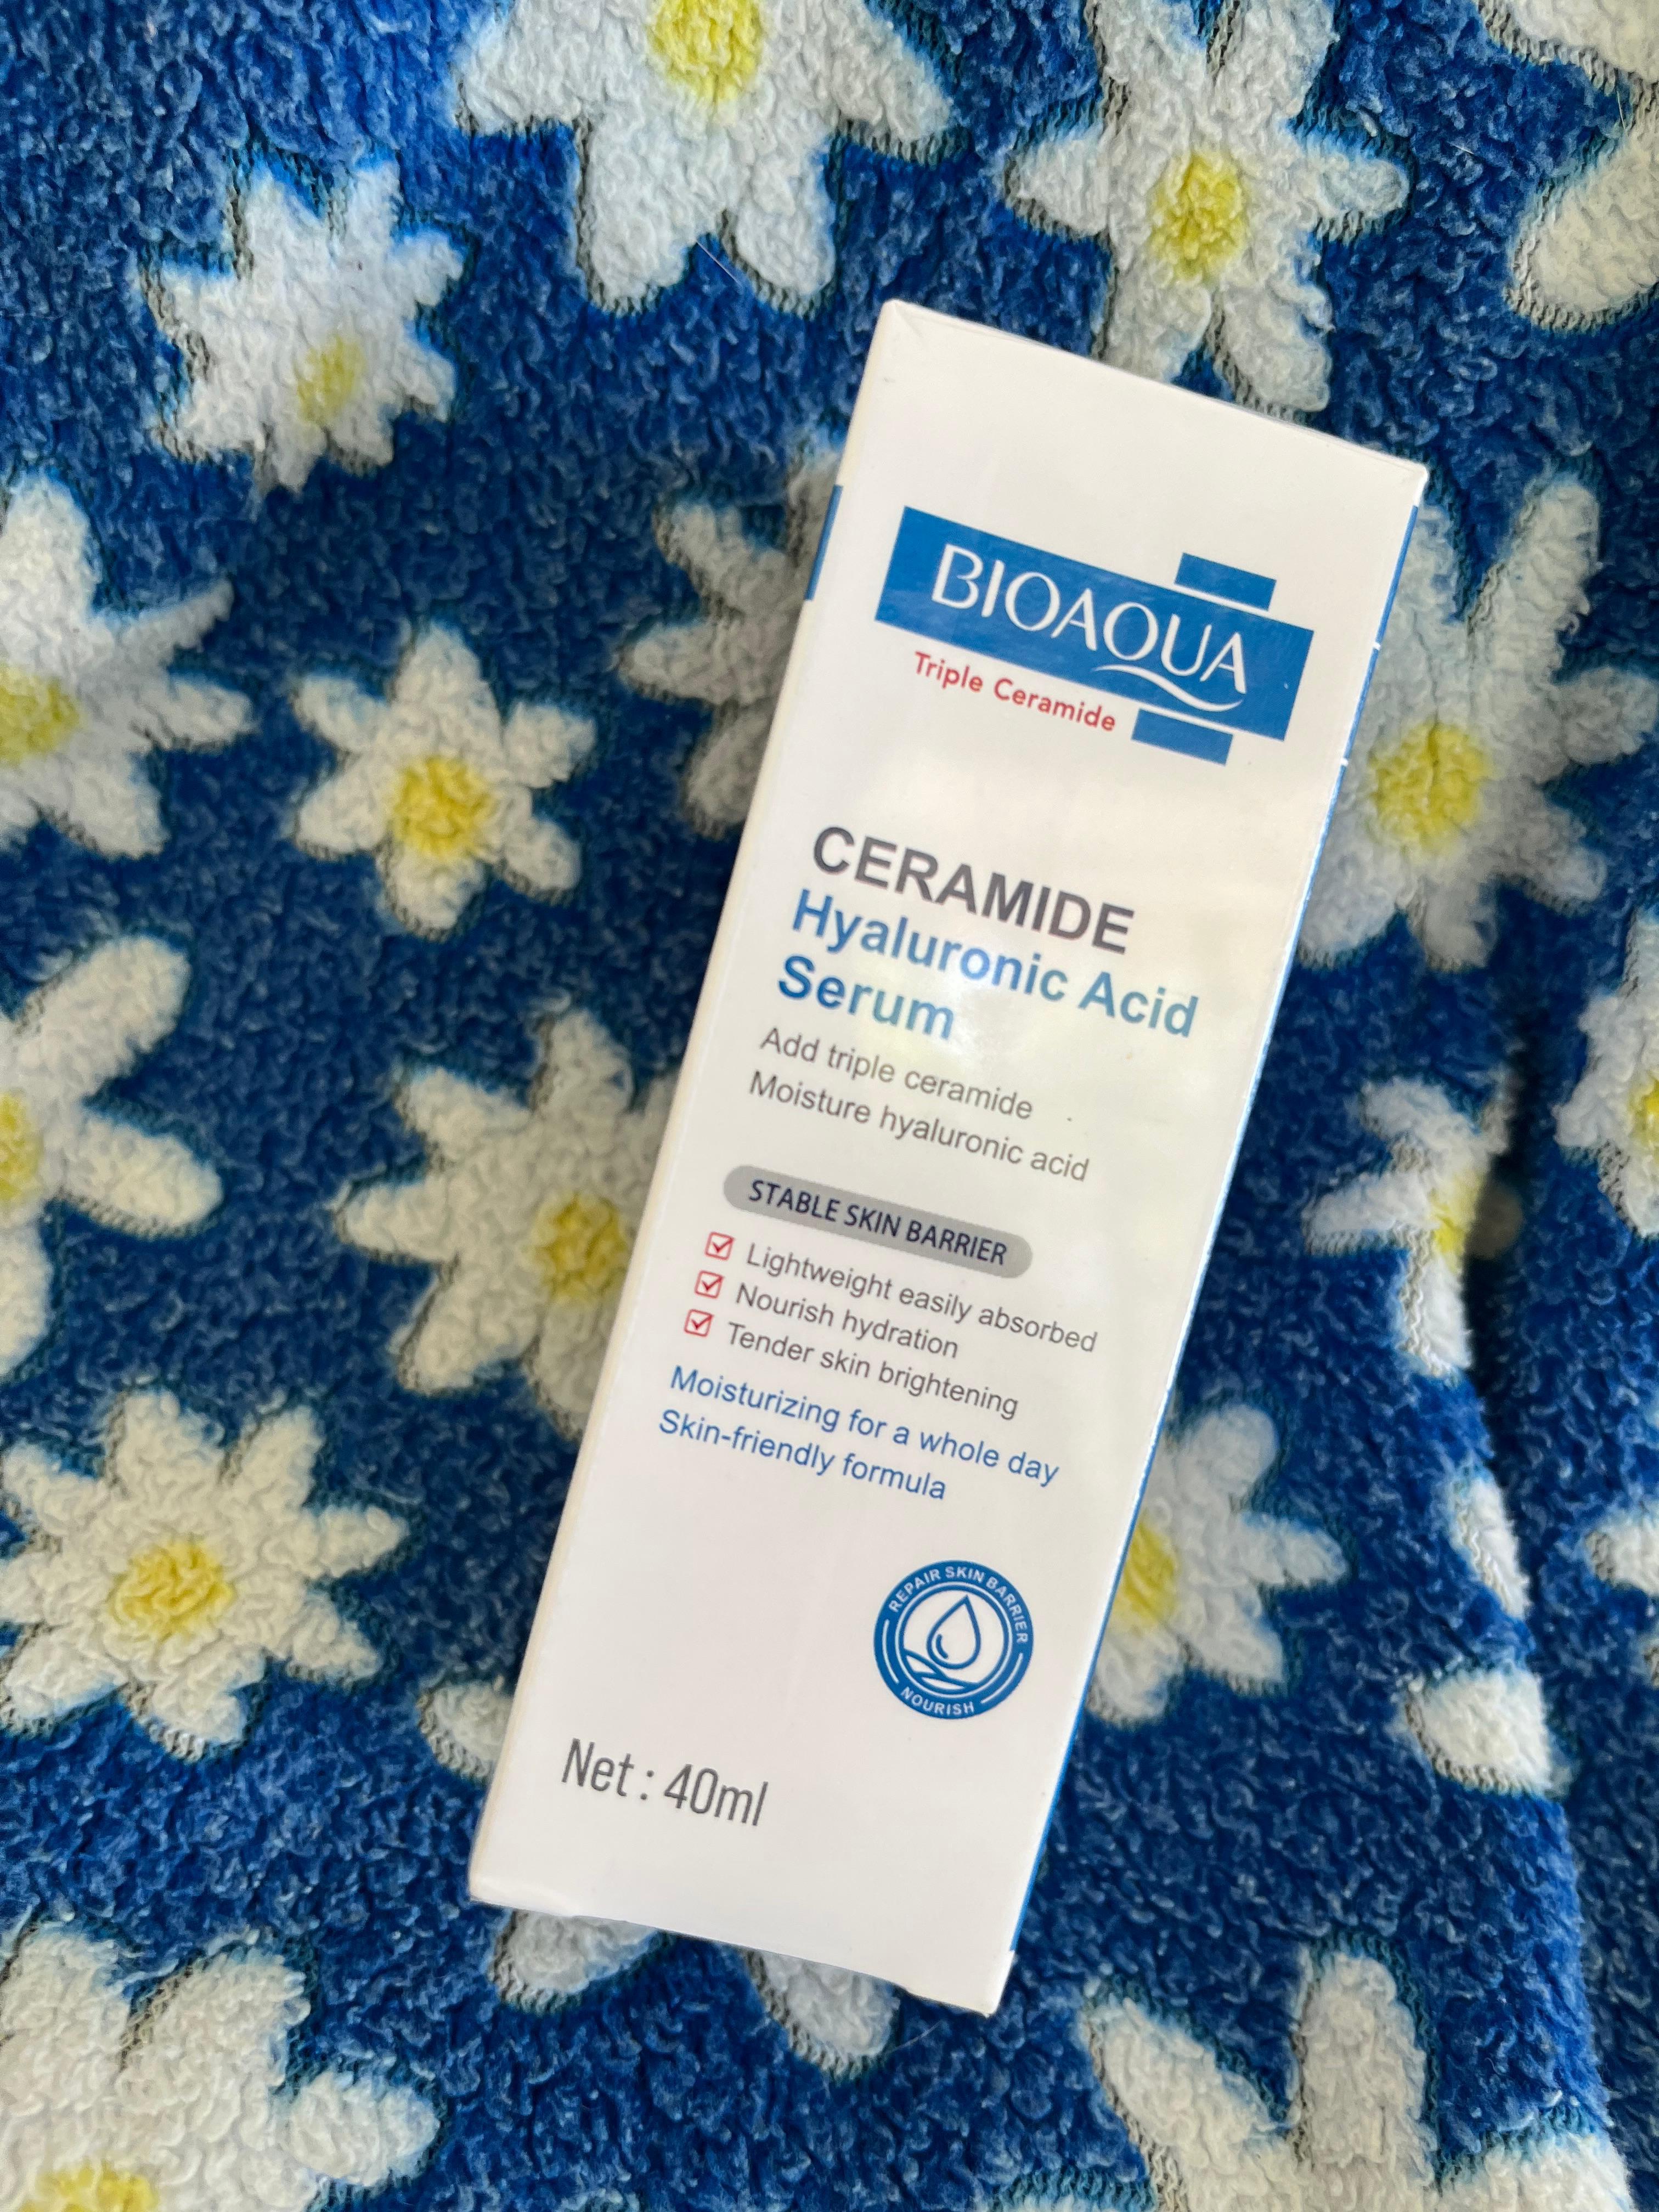 BIOAQUA
Triple Ceramide
CERAMIDE
Hyaluronic Acid
Serum
Add triple ceramide
Moisture hyaluronic acid
STABLE SKIN BARRIER
Lightweight easily absorbed
Nourish hydration
Tender skin brightening
Moisturizing for a whole day
Skin-friendly formula
REPAIR SKIN BARRIER
NOURISH
Net : 40ml